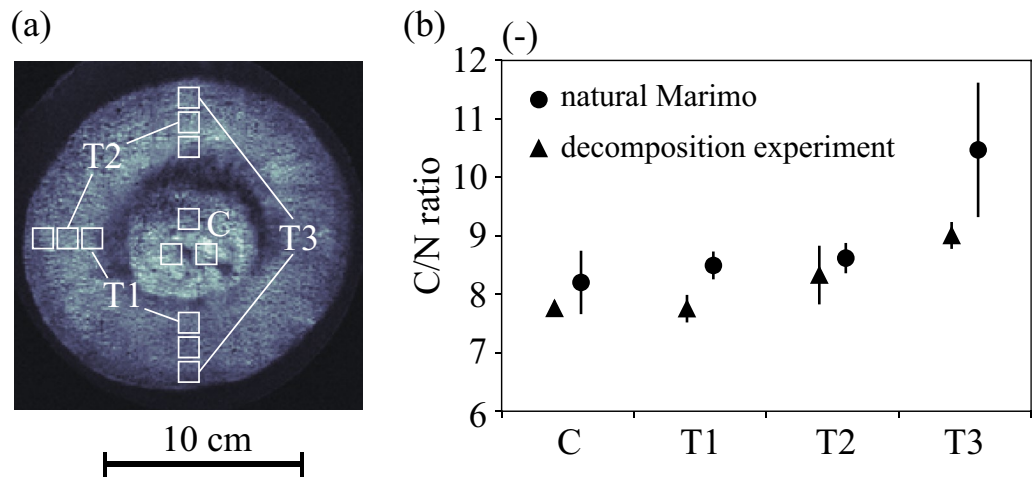 (a)
T2
C
T3
T1
10 cm
(b)
(-)
12
11
10
9
8
7
6
C/N ratio
● natural Marimo
▲ decomposition experiment
C T1 T2 T3